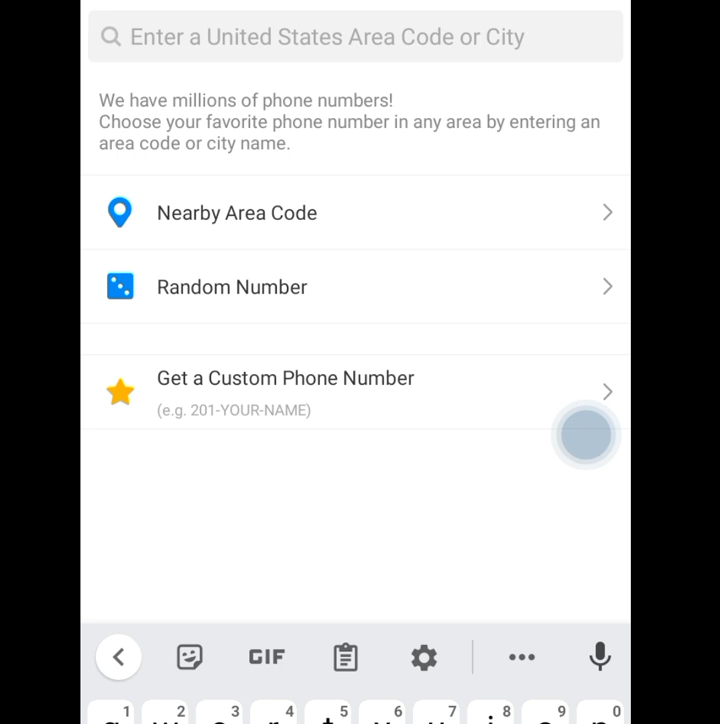 Enter a United States Area Code or City
We have millions of phone numbers!
Choose your favorite phone number in any area by entering an
area code or city name.
Nearby Area Code
Random Number
Get a Custom Phone Number
(e.g. 201-YOUR-NAME)
GIF
1 2 3 4 5 6 7 8 9 0